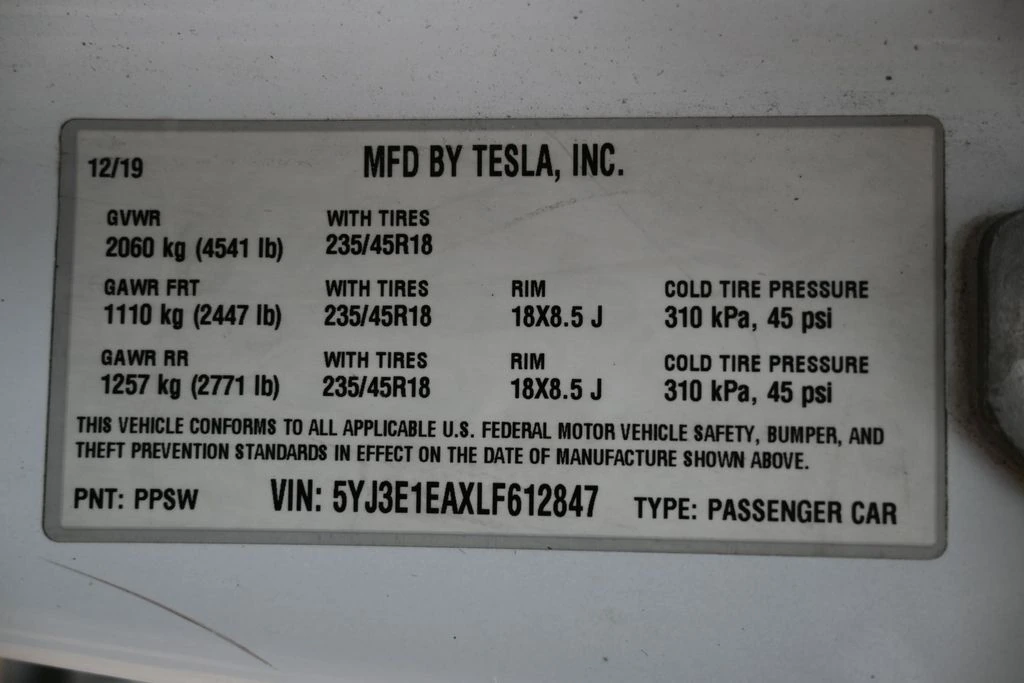 12/19 MFD BY TESLA, INC.
GVWR WITH TIRES
2060 kg (4541 lb) 235/45R18
GAWR FRT WITH TIRES RIM COLD TIRE PRESSURE
1110 kg (2447 lb) 235/45R18 18X8.5 J 310 kPa, 45 psi
GAWR RR WITH TIRES RIM COLD TIRE PRESSURE
1257 kg (2771 lb) 235/45R18 18X8.5 J 310 kPa, 45 psi
THIS VEHICLE CONFORMS TO ALL APPLICABLE U.S. FEDERAL MOTOR VEHICLE SAFETY, BUMPER, AND
THEFT PREVENTION STANDARDS IN EFFECT ON THE DATE OF MANUFACTURE SHOWN ABOVE.
PNT: PPSW VIN: 5YJ3E1EAXLF612847 TYPE: PASSENGER CAR